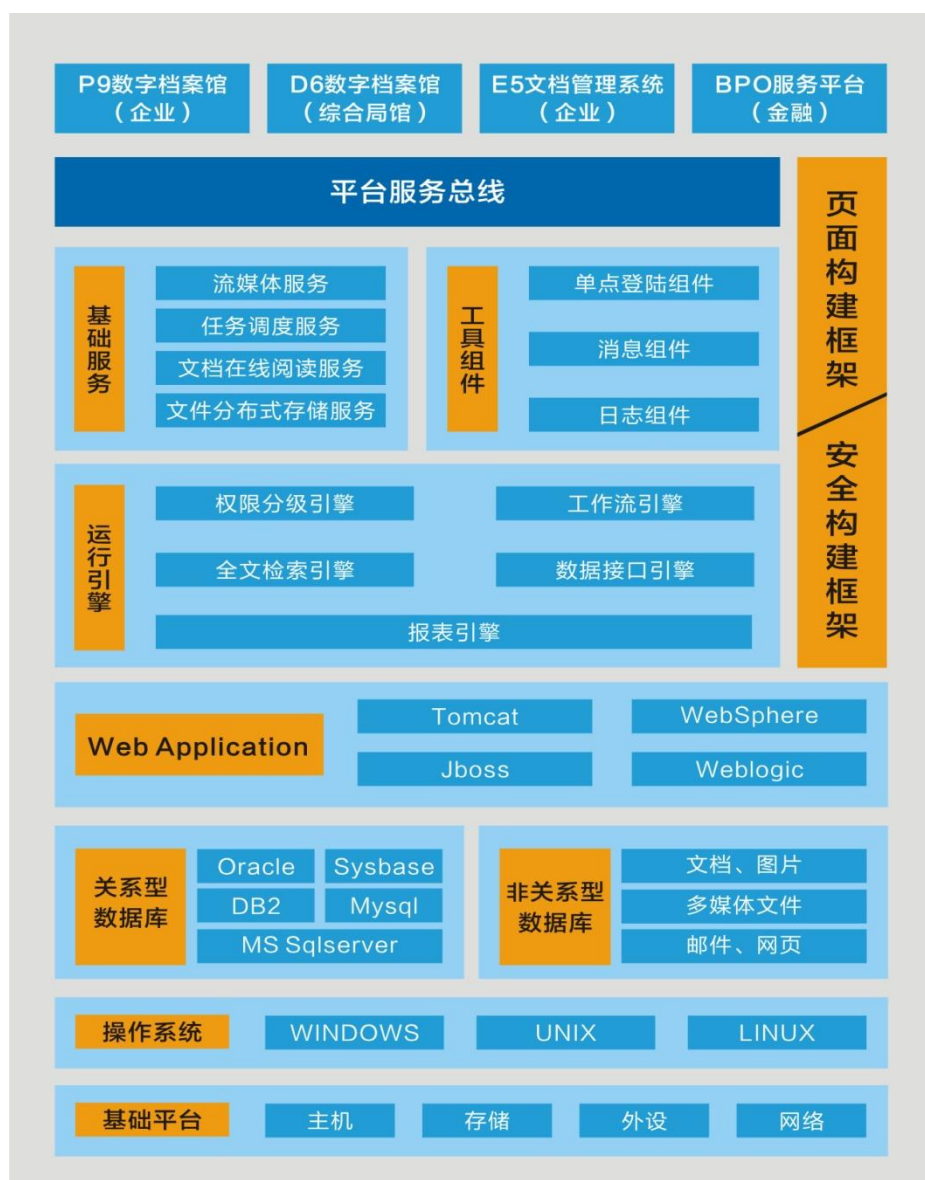 P9数字档案馆
（企业）
D6数字档案馆
（综合局馆）
E5文档管理系统
（企业）
BPO服务平台
（金融）
平台服务总线
页面构建框架
安全构建框架
基础服务
流媒体服务
任务调度服务
文档在线阅读服务
文件分布式存储服务
工具组件
单点登陆组件
消息组件
日志组件
运行引擎
权限分级引擎
工作流引擎
全文检索引擎
数据接口引擎
报表引擎
Web Application
Tomcat
WebSphere
Jboss
Weblogic
关系型
数据库
Oracle
Sysbase
DB2
Mysql
MS Sqlserver
非关系型
数据库
文档、图片
多媒体文件
邮件、网页
操作系统
WINDOWS
UNIX
LINUX
基础平台
主机
存储
外设
网络